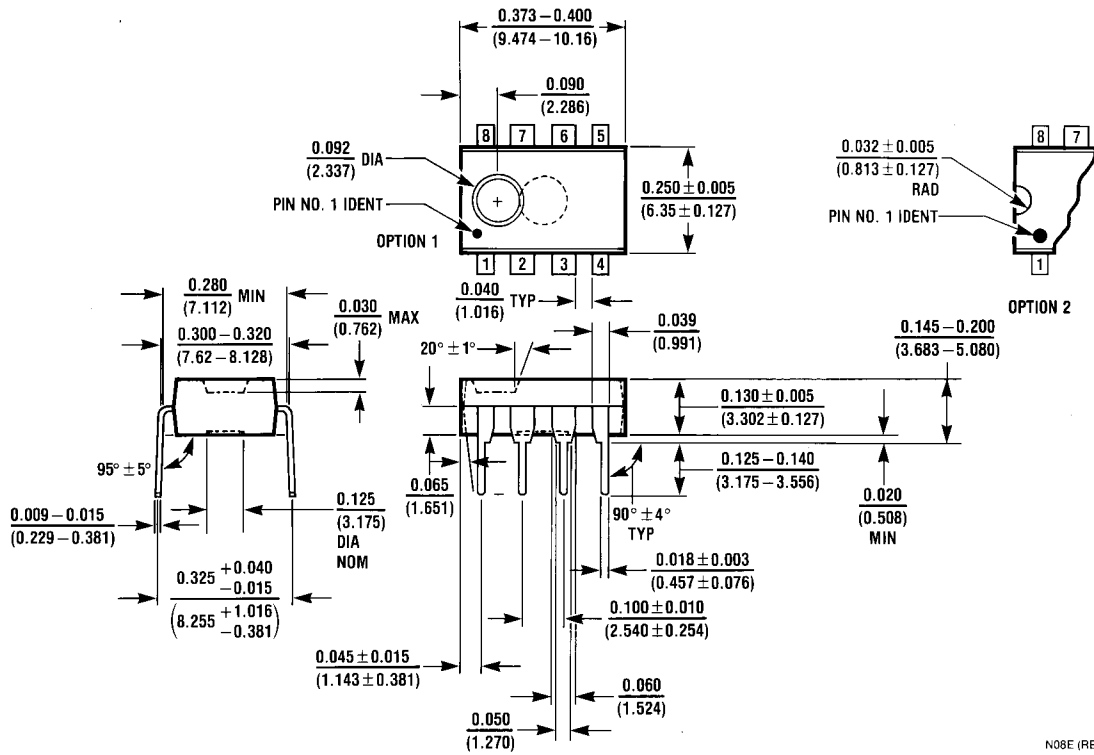 0.373 – 0.400
(9.474 – 10.16)
0.090
(2.286)
8 7 6 5
0.092 DIA
(2.337)
PIN NO. 1 IDENT
OPTION 1
0.250 ± 0.005
(6.35 ± 0.127)
1 2 3 4
0.032 ± 0.005
(0.813 ± 0.127)
RAD
PIN NO. 1 IDENT
8 7
1
OPTION 2
0.280 MIN
(7.112)
0.300 – 0.320
(7.62 – 8.128)
0.030 MAX
(0.762)
0.040 TYP
(1.016)
20° ± 1°
0.039
(0.991)
0.145 – 0.200
(3.683 – 5.080)
0.130 ± 0.005
(3.302 ± 0.127)
0.125 – 0.140
(3.175 – 3.556)
0.020
(0.508)
MIN
95° ± 5°
0.009 – 0.015
(0.229 – 0.381)
0.125
(3.175)
DIA
NOM
0.065
(1.651)
90° ± 4°
TYP
0.325 +0.040
–0.015
(8.255 +1.016
–0.381)
0.018 ± 0.003
(0.457 ± 0.076)
0.100 ± 0.010
(2.540 ± 0.254)
0.045 ± 0.015
(1.143 ± 0.381)
0.060
(1.524)
0.050
(1.270)
N08E (RE